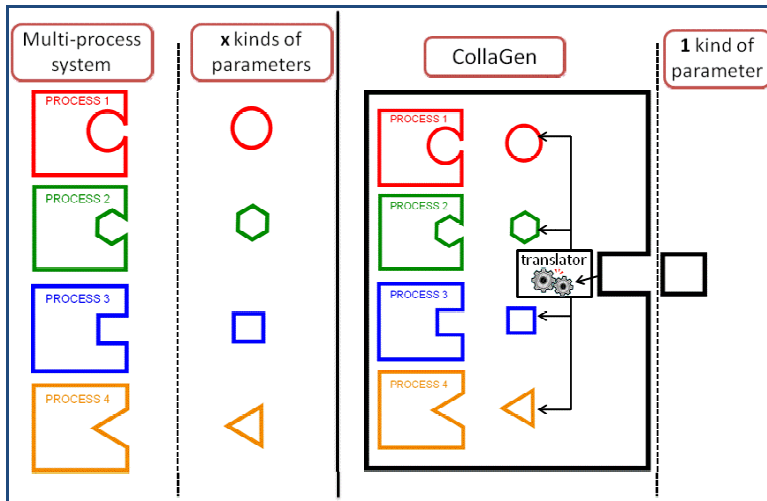 Multi-process
system
x kinds of
parameters
CollaGen
1 kind of
parameter
PROCESS 1
PROCESS 2
PROCESS 3
PROCESS 4
PROCESS 1
PROCESS 2
translator
PROCESS 3
PROCESS 4